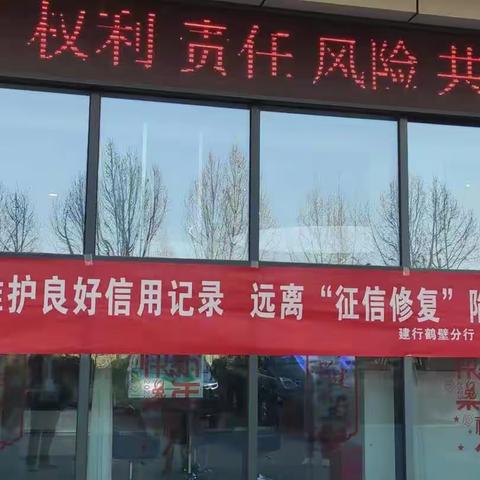 权利 责任 风险 共
维护良好信用记录 远离“征信修复”陷
建行鹤壁分行